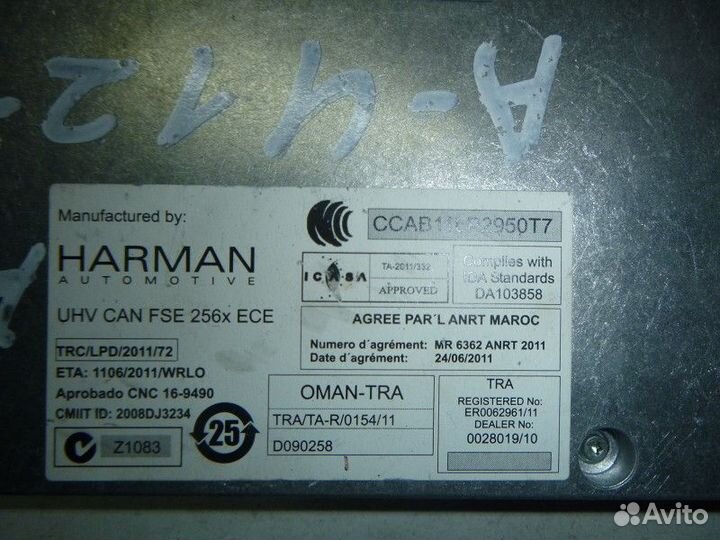 A-412-
Manufactured by:
HARMAN
AUTOMOTIVE
UHV CAN FSE 256x ECE
TRC/LPD/2011/72
ETA: 1106/2011/WRLO
Aprobado CNC 16-9490
CMIIT ID: 2008DJ3234
Z1083
25
TA-2011/332
APPROVED
Complies with
IDA Standards
DA103858
AGREE PAR'L ANRT MAROC
Numero d'agrément: MR 6362 ANRT 2011
Date d'agrément: 24/06/2011
OMAN-TRA
TRA/TA-R/0154/11
D090258
TRA
REGISTERED No:
ER0062961/11
DEALER No:
0028019/10
Avito